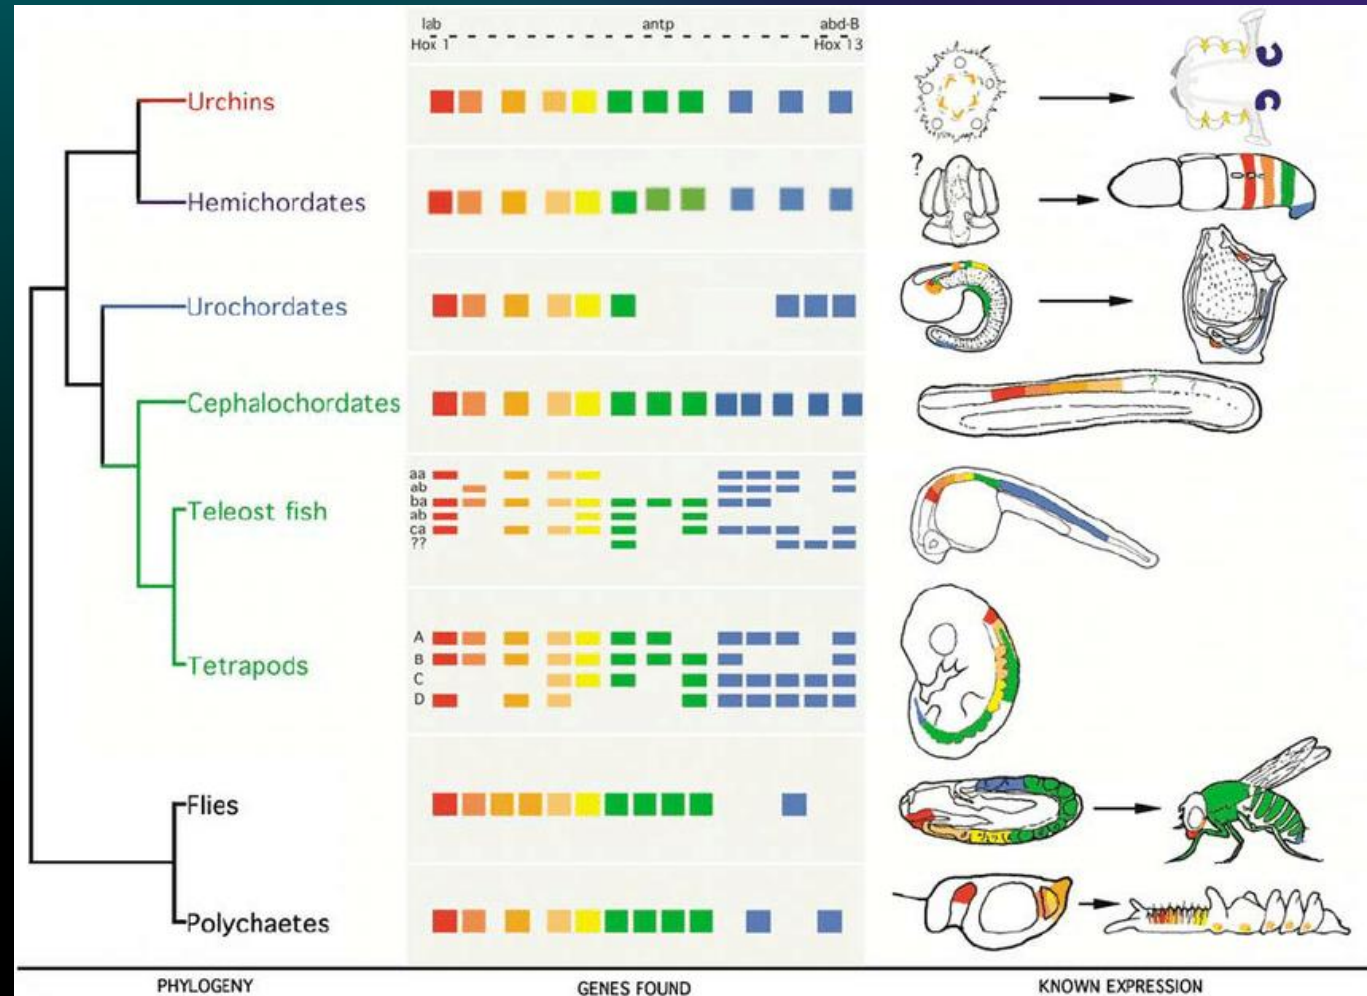 lab antp abd-B
Hox 1 Hox 13
Urchins
?
Hemichordates
Urochordates
Cephalochordates
? ?
aa
ab
ba
Teleost fish
ab
ca
??
A
B
Tetrapods
C
D
Flies
Polychaetes
PHYLOGENY GENES FOUND KNOWN EXPRESSION